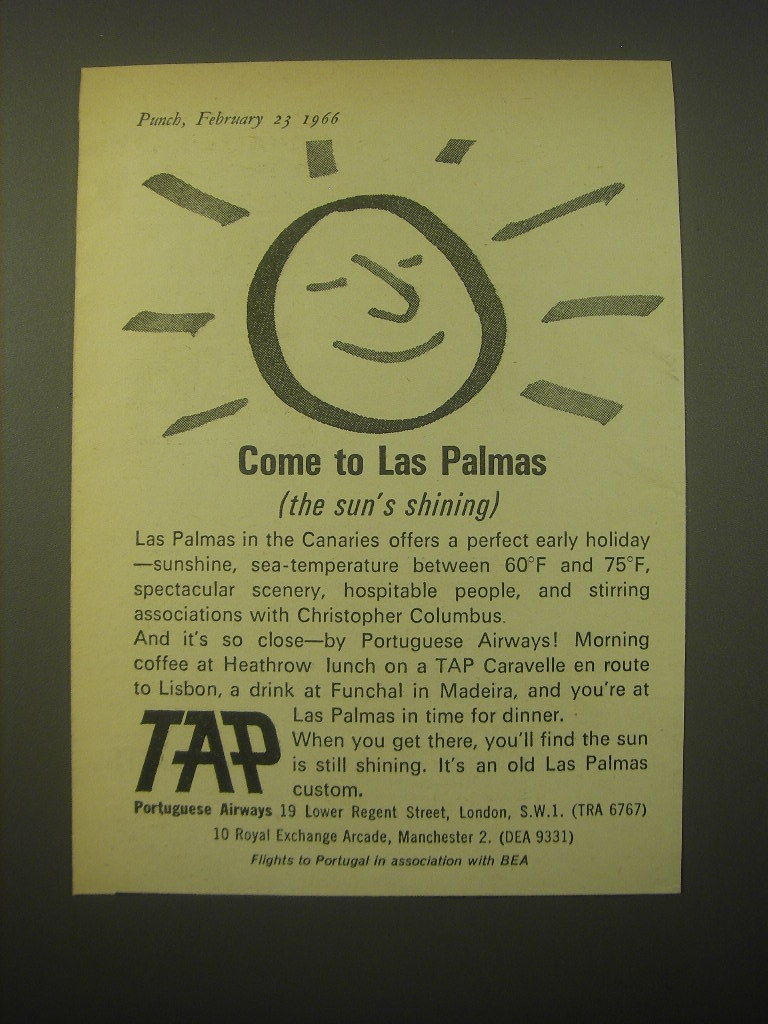 Punch, February 23 1966
Come to Las Palmas
(the sun's shining)
Las Palmas in the Canaries offers a perfect early holiday
—sunshine, sea-temperature between 60°F and 75°F,
spectacular scenery, hospitable people, and stirring
associations with Christopher Columbus.
And it's so close—by Portuguese Airways! Morning
coffee at Heathrow lunch on a TAP Caravelle en route
to Lisbon, a drink at Funchal in Madeira, and you're at
Las Palmas in time for dinner.
When you get there, you'll find the sun
is still shining. It's an old Las Palmas
custom.
TAP
Portuguese Airways 19 Lower Regent Street, London, S.W.1. (TRA 6767)
10 Royal Exchange Arcade, Manchester 2. (DEA 9331)
Flights to Portugal in association with BEA